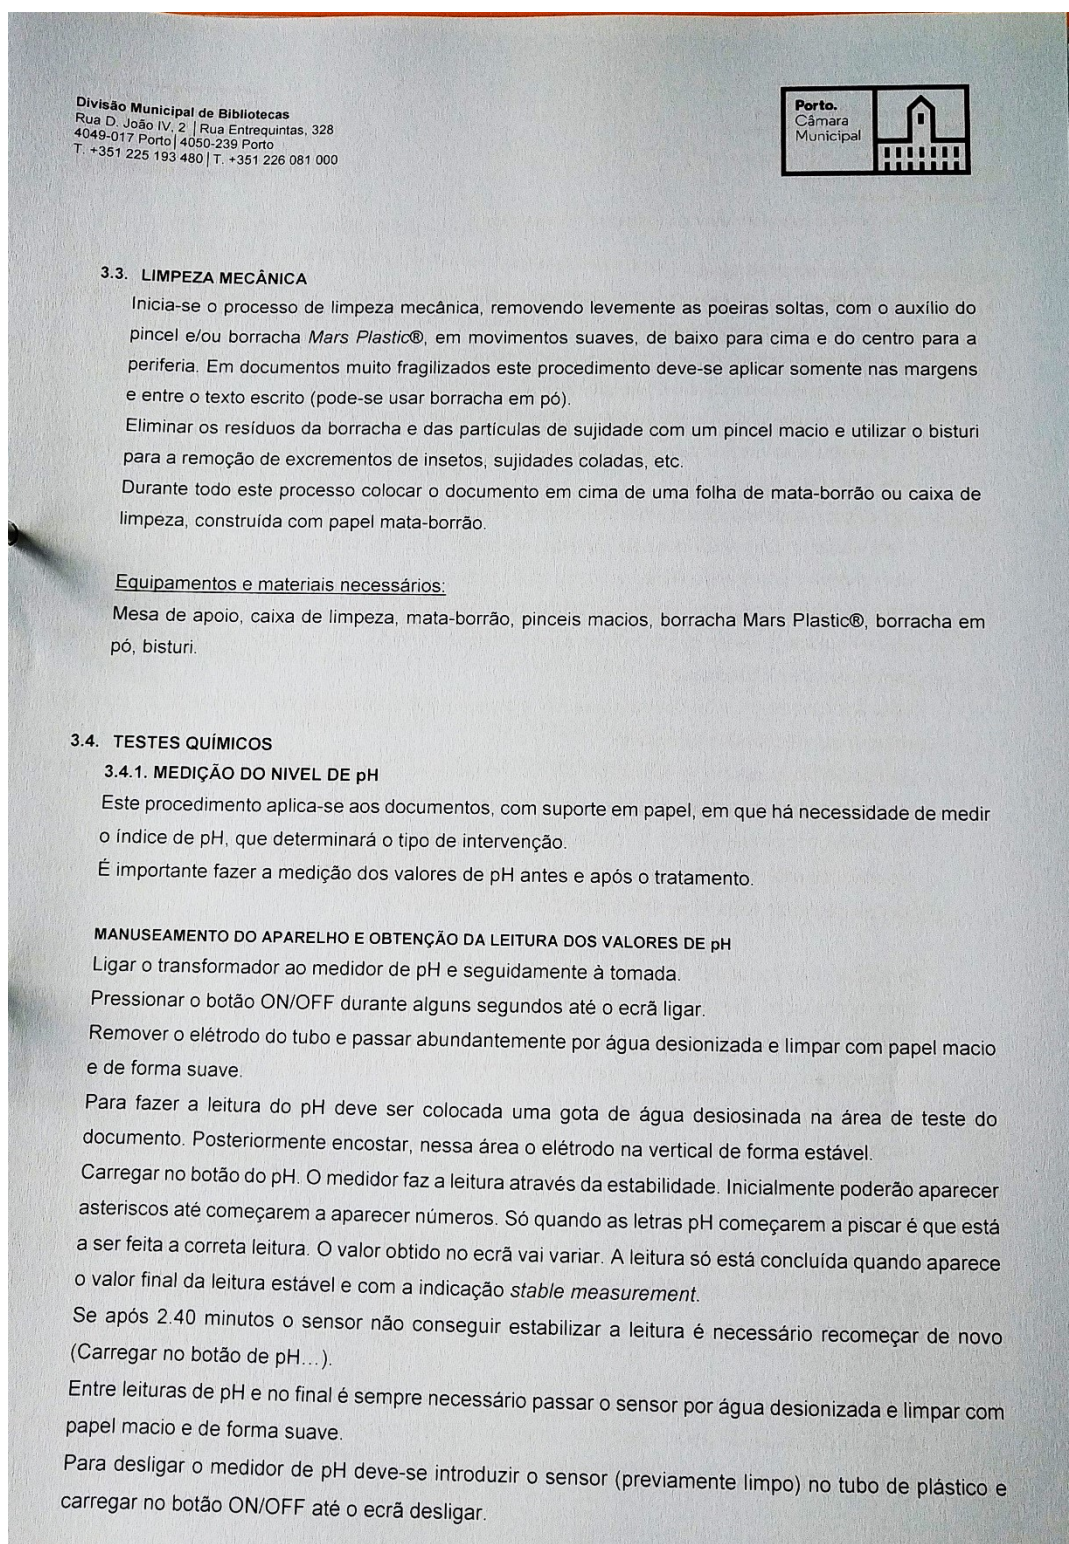 Divisão Municipal de Bibliotecas
Rua D. João IV, 2 | Rua Entrequintas, 328
4049-017 Porto | 4050-239 Porto
T. +351 225 193 480 | T. +351 226 081 000
Porto.
Câmara
Municipal
3.3. LIMPEZA MECÂNICA
Inicia-se o processo de limpeza mecânica, removendo levemente as poeiras soltas, com o auxílio do
pincel e/ou borracha Mars Plastic®, em movimentos suaves, de baixo para cima e do centro para a
periferia. Em documentos muito fragilizados este procedimento deve-se aplicar somente nas margens
e entre o texto escrito (pode-se usar borracha em pó).
Eliminar os resíduos da borracha e das partículas de sujidade com um pincel macio e utilizar o bisturi
para a remoção de excrementos de insetos, sujidades coladas, etc.
Durante todo este processo colocar o documento em cima de uma folha de mata-borrão ou caixa de
limpeza, construída com papel mata-borrão.
Equipamentos e materiais necessários:
Mesa de apoio, caixa de limpeza, mata-borrão, pinceis macios, borracha Mars Plastic®, borracha em
pó, bisturi.
3.4. TESTES QUÍMICOS
3.4.1. MEDIÇÃO DO NIVEL DE pH
Este procedimento aplica-se aos documentos, com suporte em papel, em que há necessidade de medir
o índice de pH, que determinará o tipo de intervenção.
É importante fazer a medição dos valores de pH antes e após o tratamento.
MANUSEAMENTO DO APARELHO E OBTENÇÃO DA LEITURA DOS VALORES DE pH
Ligar o transformador ao medidor de pH e seguidamente à tomada.
Pressionar o botão ON/OFF durante alguns segundos até o ecrã ligar.
Remover o elétrodo do tubo e passar abundantemente por água desionizada e limpar com papel macio
e de forma suave.
Para fazer a leitura do pH deve ser colocada uma gota de água desiosinada na área de teste do
documento. Posteriormente encostar, nessa área o elétrodo na vertical de forma estável.
Carregar no botão do pH. O medidor faz a leitura através da estabilidade. Inicialmente poderão aparecer
asteriscos até começarem a aparecer números. Só quando as letras pH começarem a piscar é que está
a ser feita a correta leitura. O valor obtido no ecrã vai variar. A leitura só está concluída quando aparece
o valor final da leitura estável e com a indicação stable measurement.
Se após 2.40 minutos o sensor não conseguir estabilizar a leitura é necessário recomeçar de novo
(Carregar no botão de pH...).
Entre leituras de pH e no final é sempre necessário passar o sensor por água desionizada e limpar com
papel macio e de forma suave.
Para desligar o medidor de pH deve-se introduzir o sensor (previamente limpo) no tubo de plástico e
carregar no botão ON/OFF até o ecrã desligar.